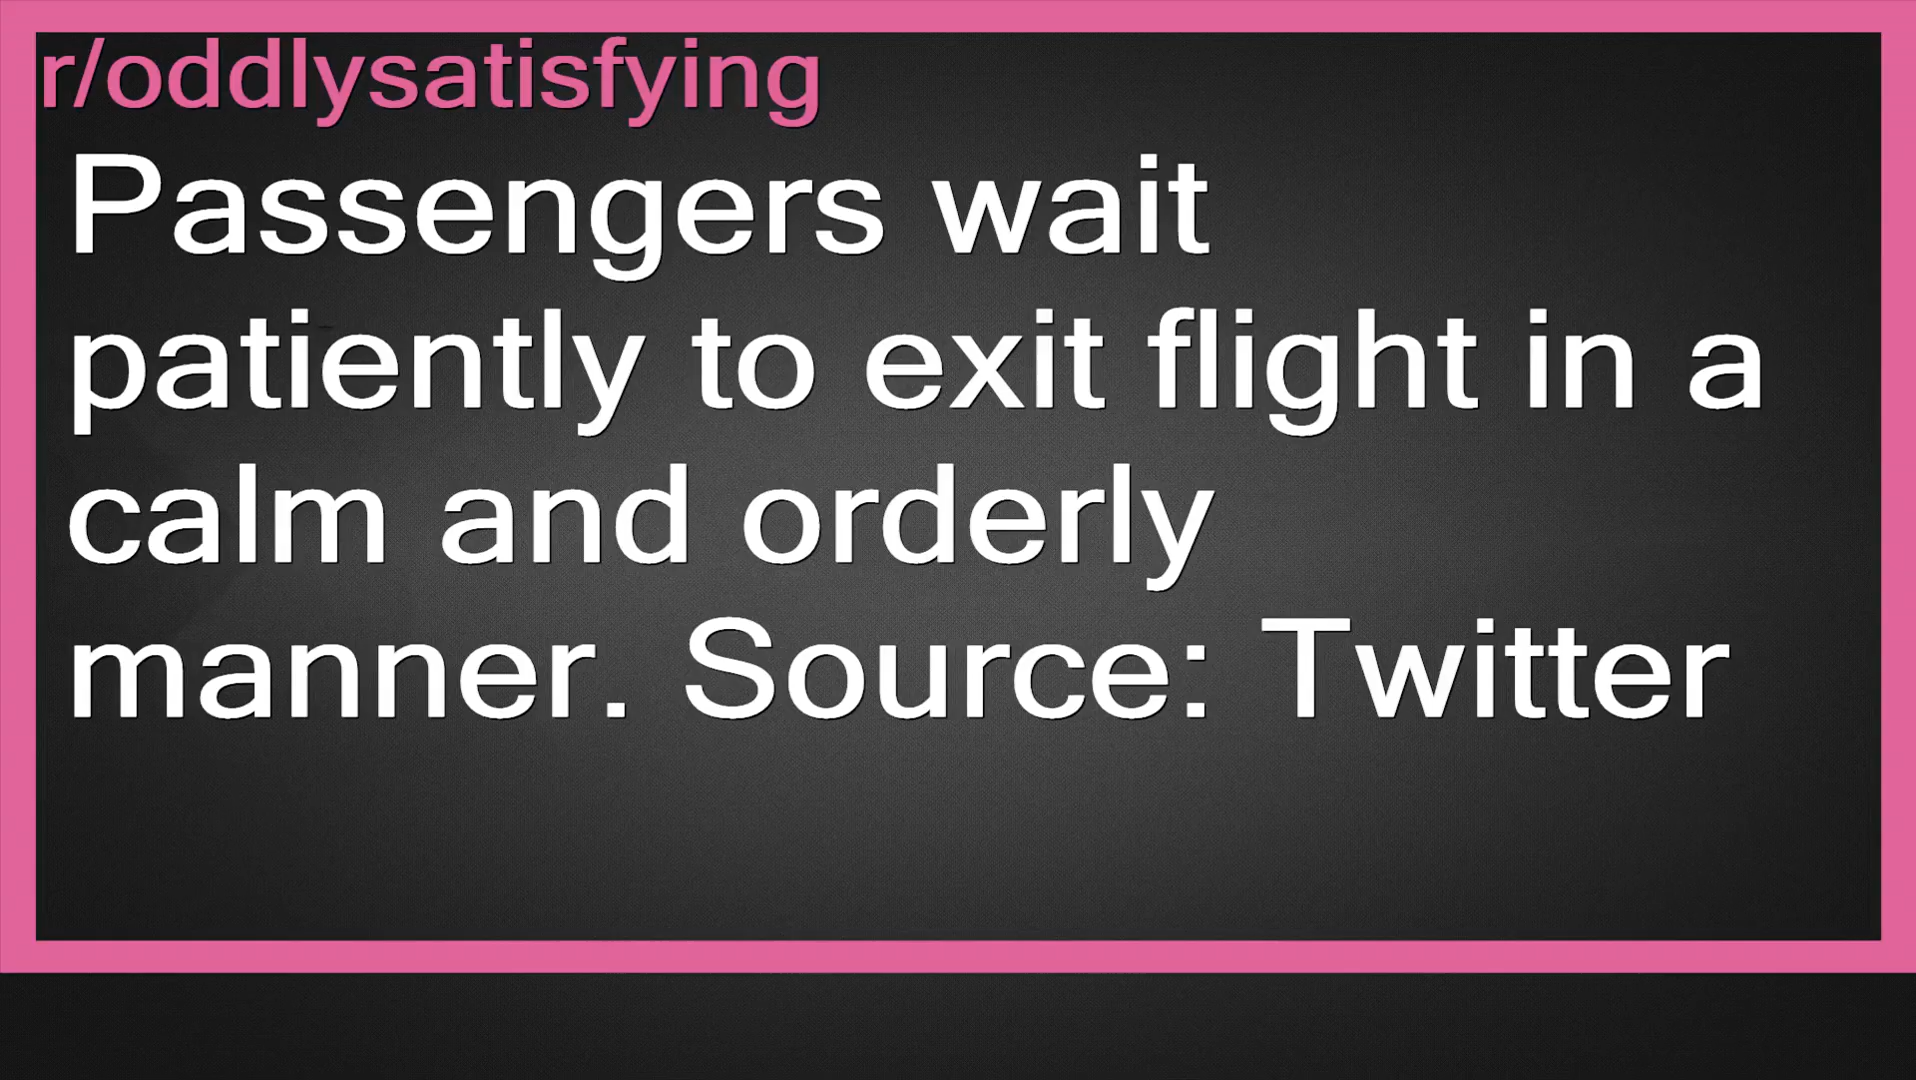 r/oddlysatisfying
Passengers wait
patiently to exit flight in a
calm and orderly
manner. Source: Twitter